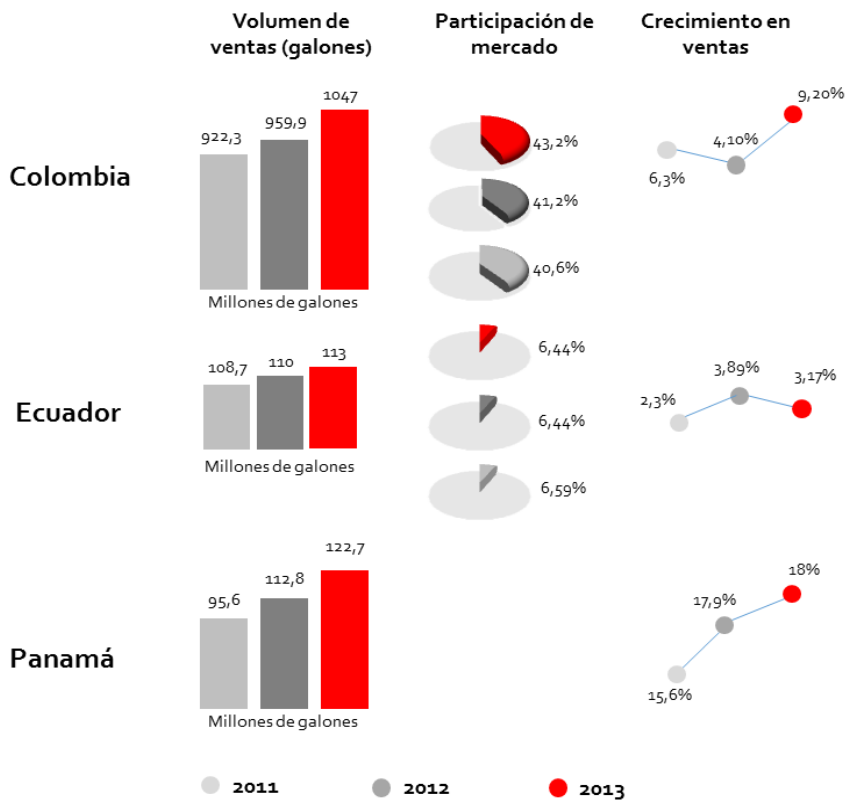 Volumen de
ventas (galones)
Participación de
mercado
Crecimiento en
ventas
Colombia
922,3
959,9
1047
Millones de galones
43,2%
41,2%
40,6%
6,3%
4,10%
9,20%
Ecuador
108,7
110
113
Millones de galones
6,44%
6,44%
6,59%
2,3%
3,89%
3,17%
Panamá
95,6
112,8
122,7
Millones de galones
15,6%
17,9%
18%
2011
2012
2013